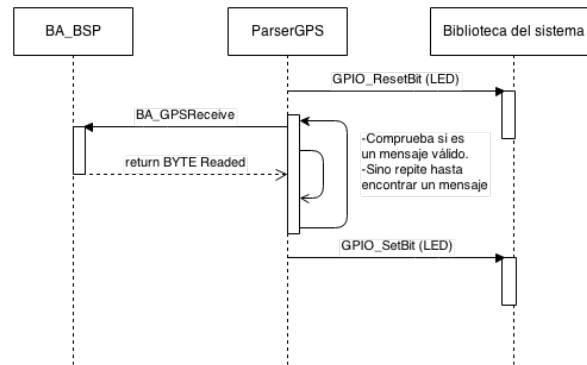 BA_BSP
ParserGPS
Biblioteca del sistema
GPIO_ResetBit (LED)
BA_GPSReceive
-Comprueba si es
un mensaje válido.
-Sino repite hasta
encontrar un mensaje
return BYTE Readed
GPIO_SetBit (LED)